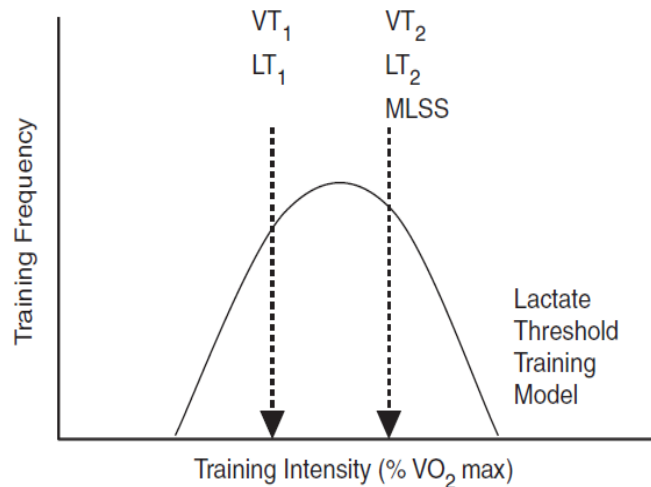 VT₁
LT₁
VT₂
LT₂
MLSS
Training Frequency
Lactate
Threshold
Training
Model
Training Intensity (% VO₂ max)